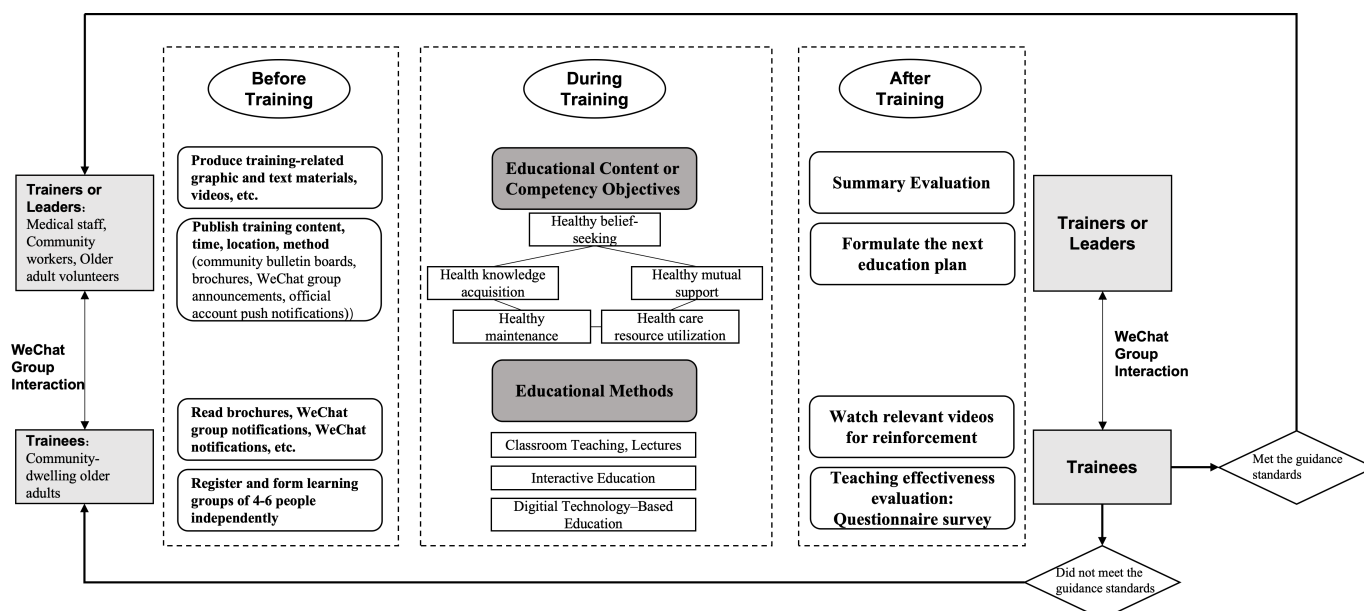 Before
Training
During
Training
After
Training
Trainers or
Leaders:
Medical staff,
Community
workers, Older
adult volunteers
WeChat
Group
Interaction
Trainees:
Community-
dwelling older
adults
Produce training-related
graphic and text materials,
videos, etc.
Publish training content,
time, location, method
(community bulletin boards,
brochures, WeChat group
announcements, official
account push notifications))
Read brochures, WeChat
group notifications, WeChat
notifications, etc.
Register and form learning
groups of 4-6 people
independently
Educational Content or
Competency Objectives
Healthy belief-
seeking
Health knowledge
acquisition
Healthy mutual
support
Healthy
maintenance
Health care
resource utilization
Educational Methods
Classroom Teaching, Lectures
Interactive Education
Digitial Technology–Based
Education
Summary Evaluation
Formulate the next
education plan
Watch relevant videos
for reinforcement
Teaching effectiveness
evaluation:
Questionnaire survey
Trainers or
Leaders
WeChat
Group
Interaction
Trainees
Met the guidance
standards
Did not meet the
guidance standards